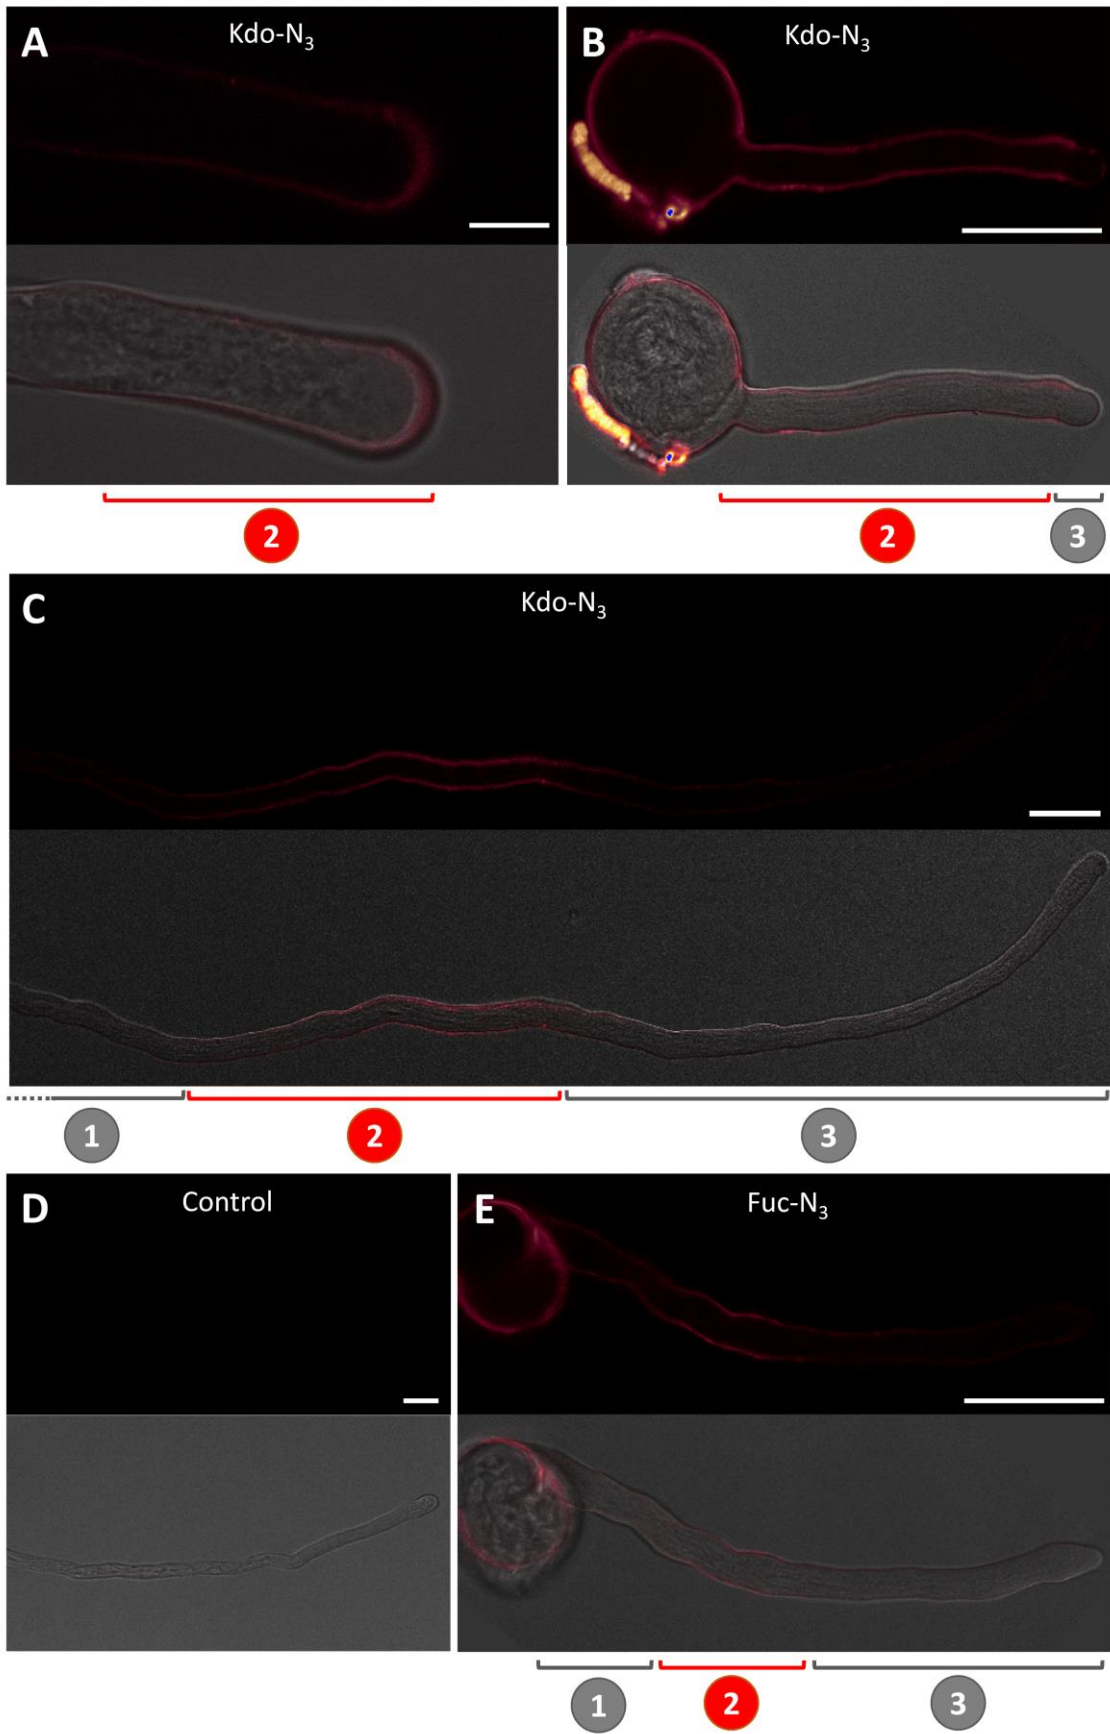 A Kdo-N₃
B Kdo-N₃
2
2 3
C Kdo-N₃
1 2 3
D Control
E Fuc-N₃
1 2 3